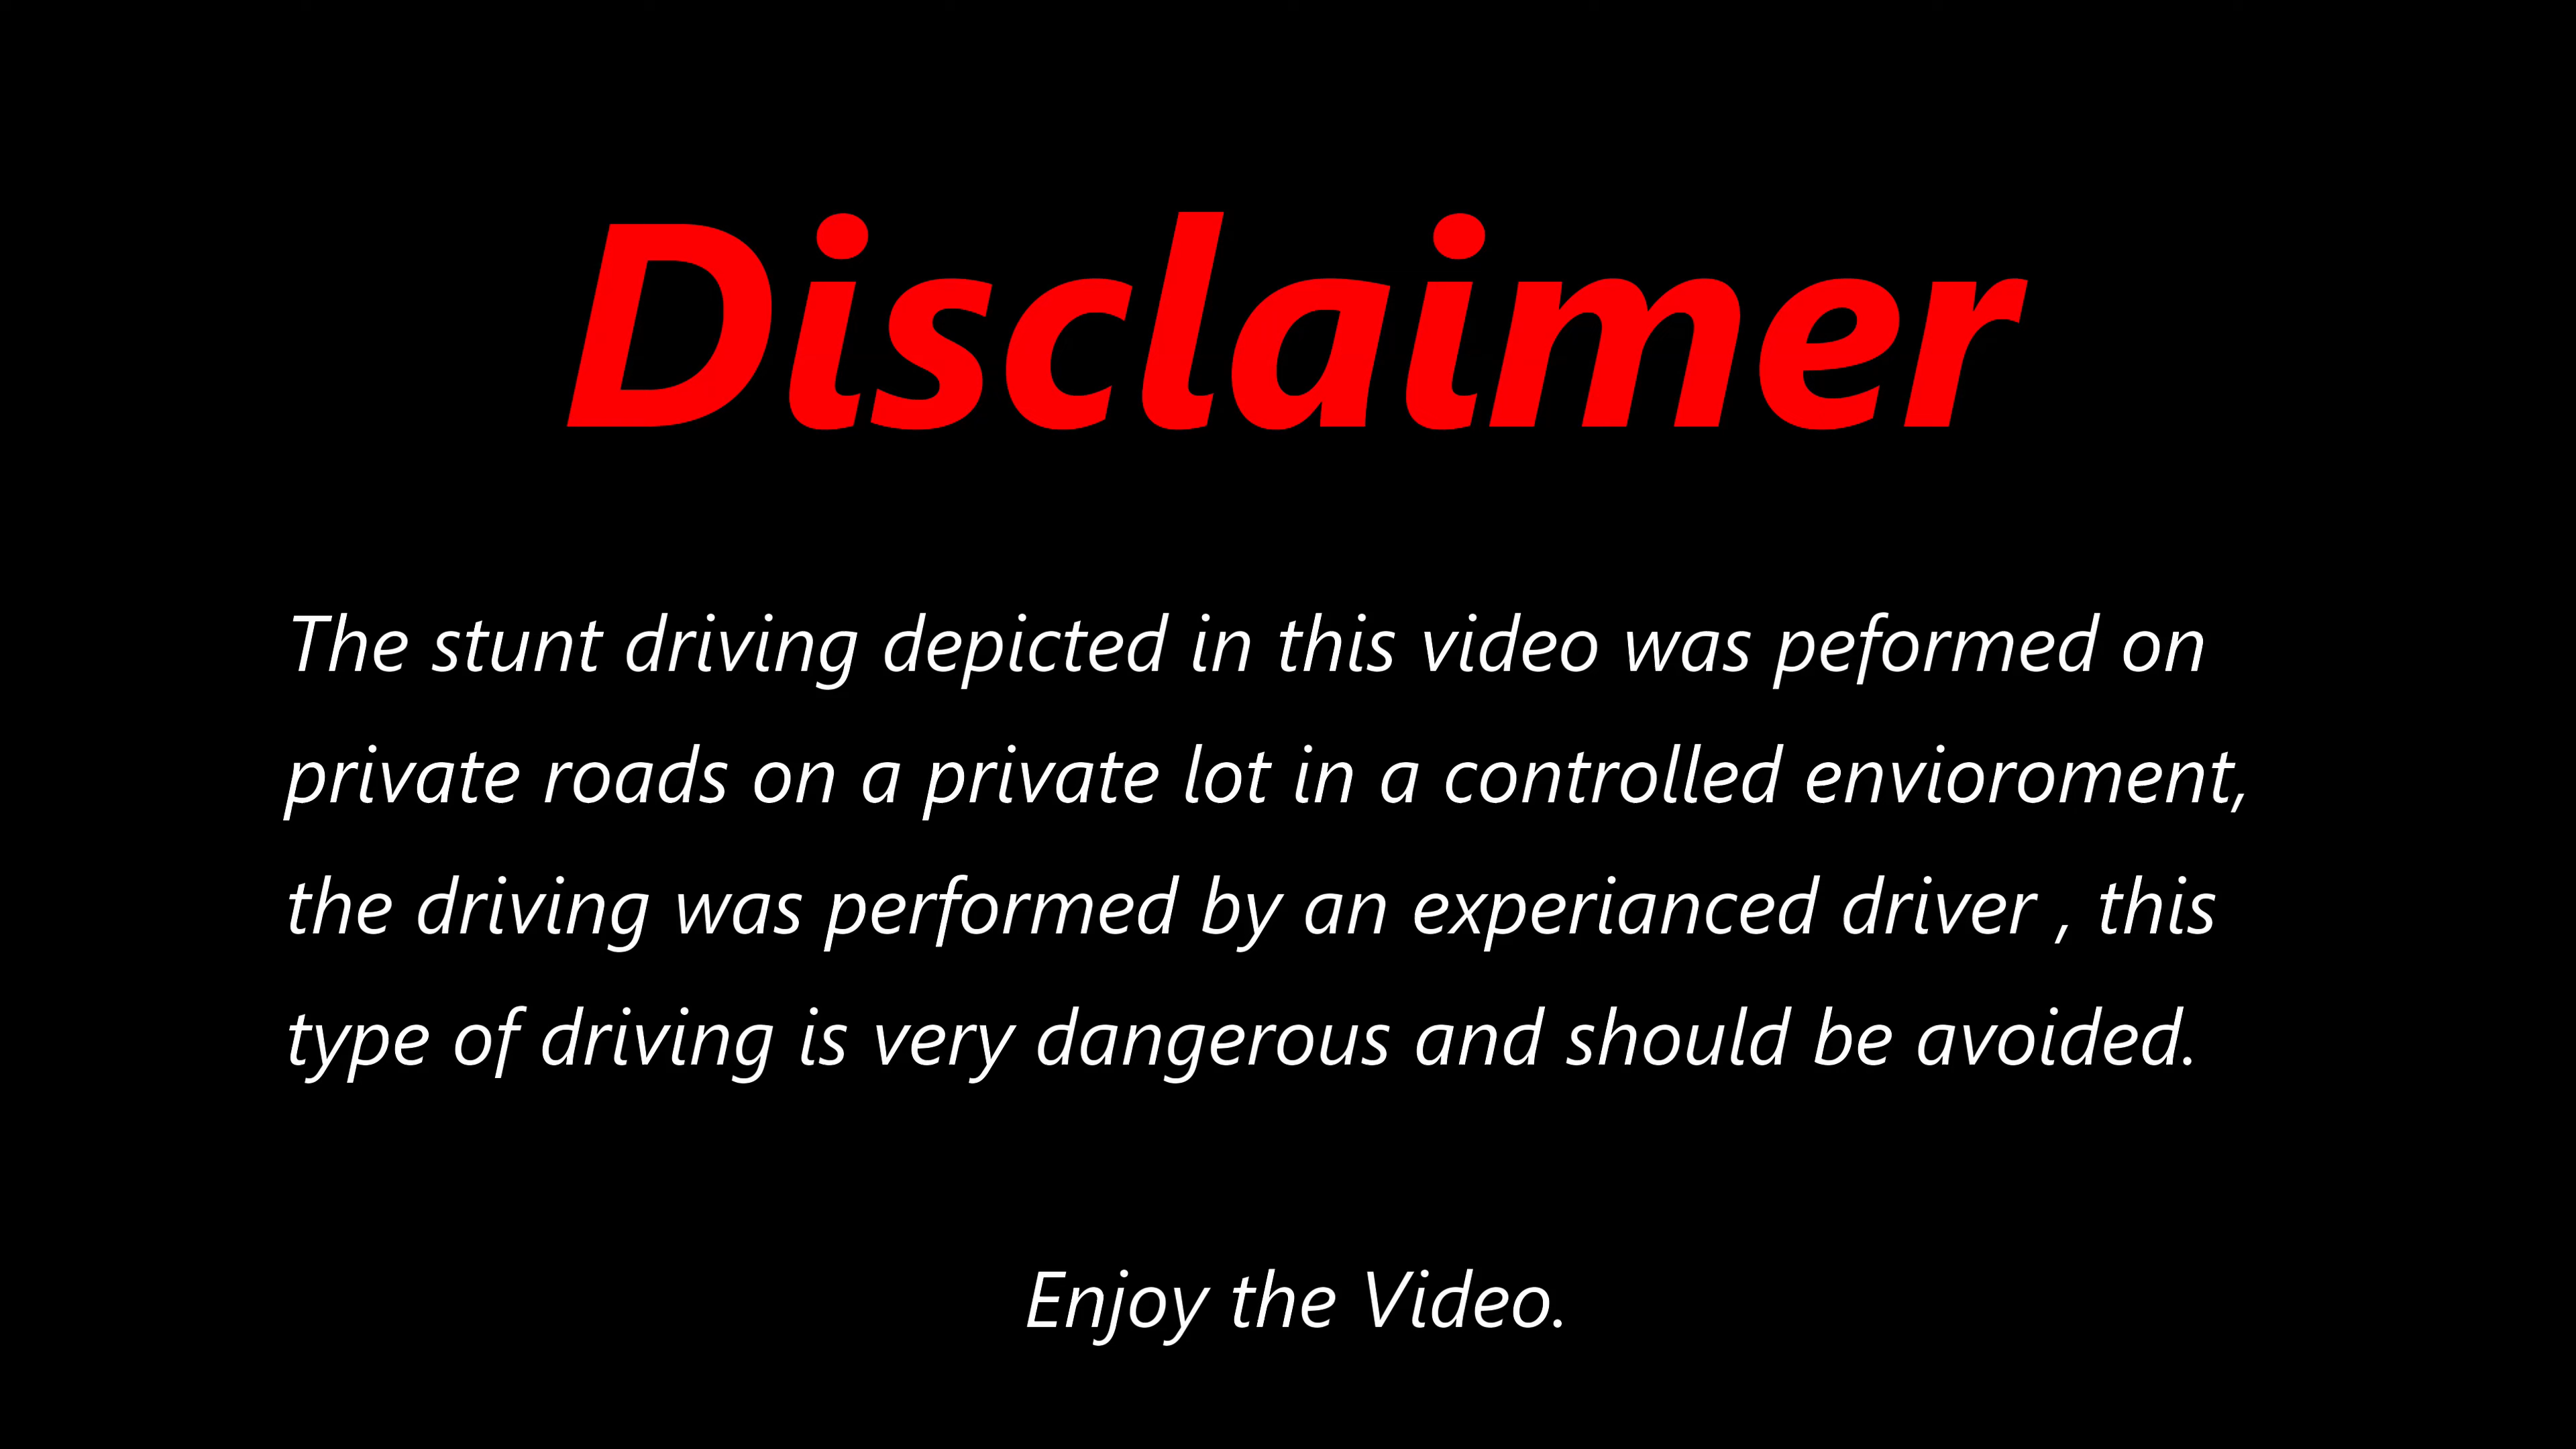 Disclaimer
The stunt driving depicted in this video was peformed on
private roads on a private lot in a controlled envioroment,
the driving was performed by an experianced driver , this
type of driving is very dangerous and should be avoided.
Enjoy the Video.